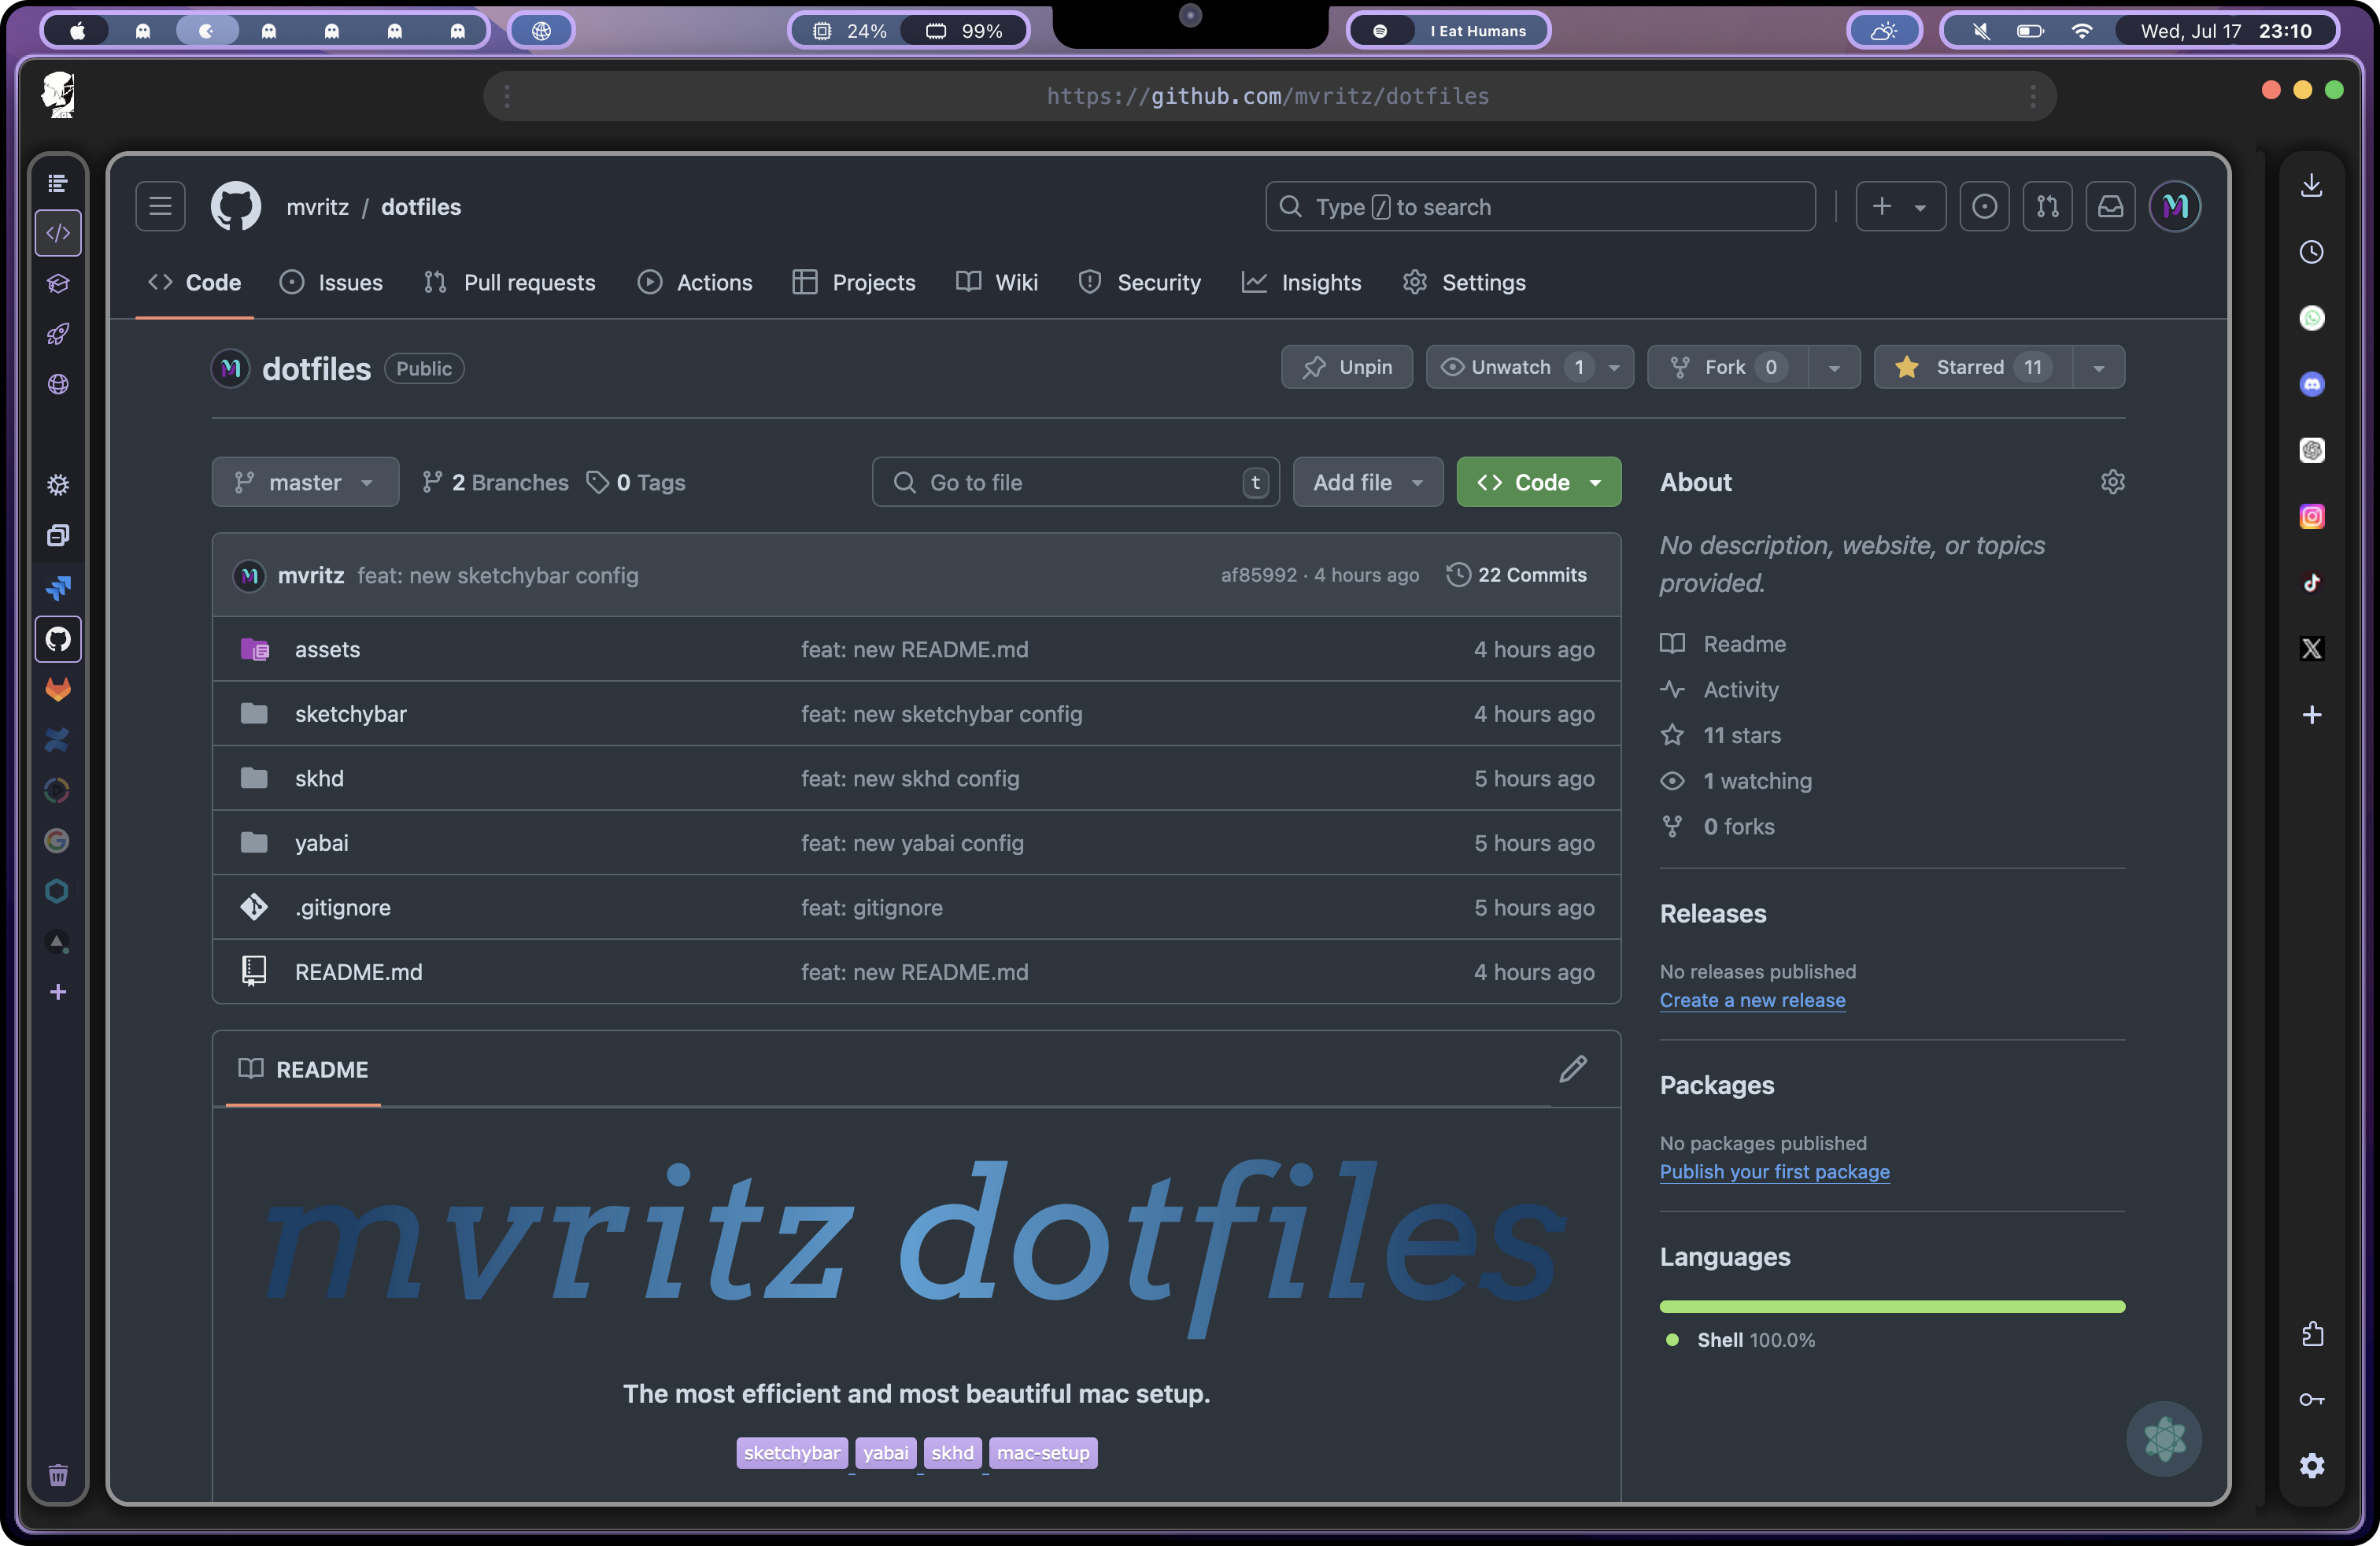 24% 99% I Eat Humans Wed, Jul 17 23:10
https://github.com/mvritz/dotfiles
mvritz / dotfiles Type / to search
Code Issues Pull requests Actions Projects Wiki Security Insights Settings
dotfiles Public Unpin Unwatch 1 Fork 0 Starred 11
master 2 Branches 0 Tags Go to file t Add file Code
mvritz feat: new sketchybar config af85992 · 4 hours ago 22 Commits
assets feat: new README.md 4 hours ago
sketchybar feat: new sketchybar config 4 hours ago
skhd feat: new skhd config 5 hours ago
yabai feat: new yabai config 5 hours ago
.gitignore feat: gitignore 5 hours ago
README.md feat: new README.md 4 hours ago
README
mvritz dotfiles
The most efficient and most beautiful mac setup.
sketchybar yabai skhd mac-setup
About
No description, website, or topics
provided.
Readme
Activity
11 stars
1 watching
0 forks
Releases
No releases published
Create a new release
Packages
No packages published
Publish your first package
Languages
Shell 100.0%